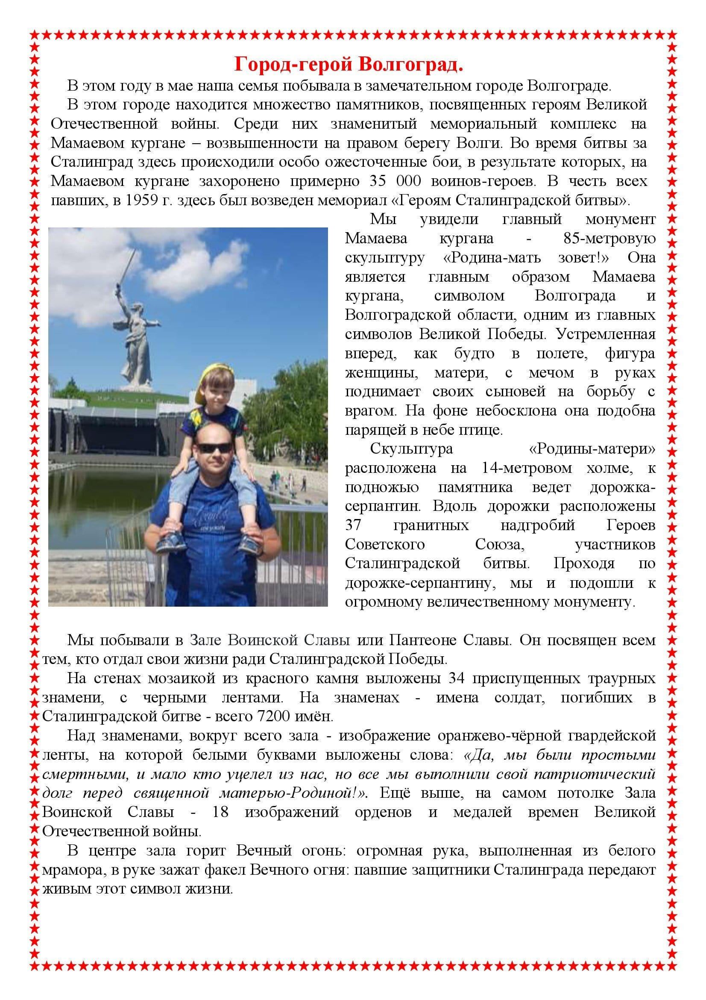 Город-герой Волгоград.
В этом году в мае наша семья побывала в замечательном городе Волгограде.
В этом городе находится множество памятников, посвященных героям Великой
Отечественной войны. Среди них знаменитый мемориальный комплекс на
Мамаевом кургане – возвышенности на правом берегу Волги. Во время битвы за
Сталинград здесь происходили особо ожесточенные бои, в результате которых, на
Мамаевом кургане захоронено примерно 35 000 воинов-героев. В честь всех
павших, в 1959 г. здесь был возведен мемориал «Героям Сталинградской битвы».
Мы увидели главный монумент
Мамаева кургана - 85-метровую
скульптуру «Родина-мать зовет!» Она
является главным образом Мамаева
кургана, символом Волгограда и
Волгоградской области, одним из главных
символов Великой Победы. Устремленная
вперед, как будто в полете, фигура
женщины, матери, с мечом в руках
поднимает своих сыновей на борьбу с
врагом. На фоне небосклона она подобна
парящей в небе птице.
Скульптура «Родины-матери»
расположена на 14-метровом холме, к
подножью памятника ведет дорожка-
серпантин. Вдоль дорожки расположены
37 гранитных надгробий Героев
Советского Союза, участников
Сталинградской битвы. Проходя по
дорожке-серпантину, мы и подошли к
огромному величественному монументу.
Мы побывали в Зале Воинской Славы или Пантеоне Славы. Он посвящен всем
тем, кто отдал свои жизни ради Сталинградской Победы.
На стенах мозаикой из красного камня выложены 34 приспущенных траурных
знамени, с черными лентами. На знаменах - имена солдат, погибших в
Сталинградской битве - всего 7200 имён.
Над знаменами, вокруг всего зала - изображение оранжево-чёрной гвардейской
ленты, на которой белыми буквами выложены слова: «Да, мы были простыми
смертными, и мало кто уцелел из нас, но все мы выполнили свой патриотический
долг перед священной матерью-Родиной!». Ещё выше, на самом потолке Зала
Воинской Славы - 18 изображений орденов и медалей времен Великой
Отечественной войны.
В центре зала горит Вечный огонь: огромная рука, выполненная из белого
мрамора, в руке зажат факел Вечного огня: павшие защитники Сталинграда передают
живым этот символ жизни.